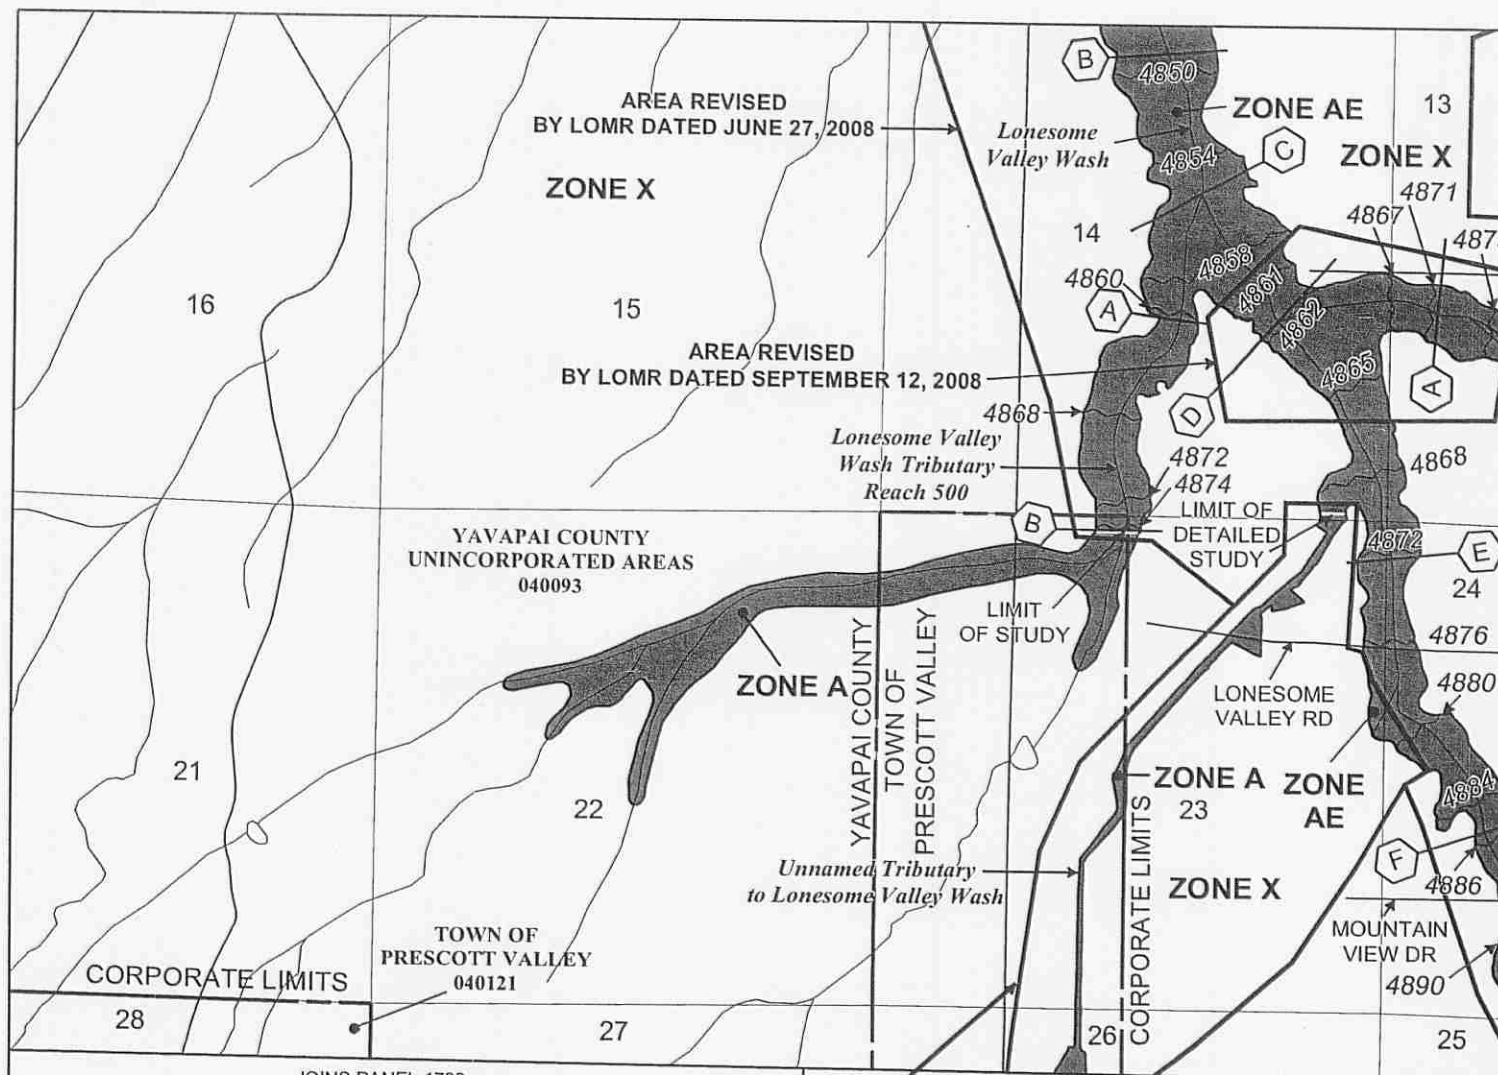 B
4850
AREA REVISED
BY LOMR DATED JUNE 27, 2008
ZONE AE
13
Lonesome
Valley Wash
C
ZONE X
4854
ZONE X
4871
4867
14
487
4858
4860
4861
16
15
A
4862
AREA REVISED
BY LOMR DATED SEPTEMBER 12, 2008
4865
A
4868
D
Lonesome Valley
Wash Tributary
Reach 500
4872
4868
4874
B
LIMIT OF
DETAILED
STUDY
YAVAPAI COUNTY
UNINCORPORATED AREAS
040093
4872
E
24
LIMIT
OF STUDY
4876
ZONE A
YAVAPAI COUNTY
TOWN OF
PRESCOTT VALLEY
LONESOME
VALLEY RD
4880
21
22
ZONE A
23
ZONE
AE
4884
CORPORATE LIMITS
Unnamed Tributary
to Lonesome Valley Wash
F
4886
ZONE X
MOUNTAIN
VIEW DR
4890
TOWN OF
PRESCOTT VALLEY
040121
CORPORATE LIMITS
28
27
26
25